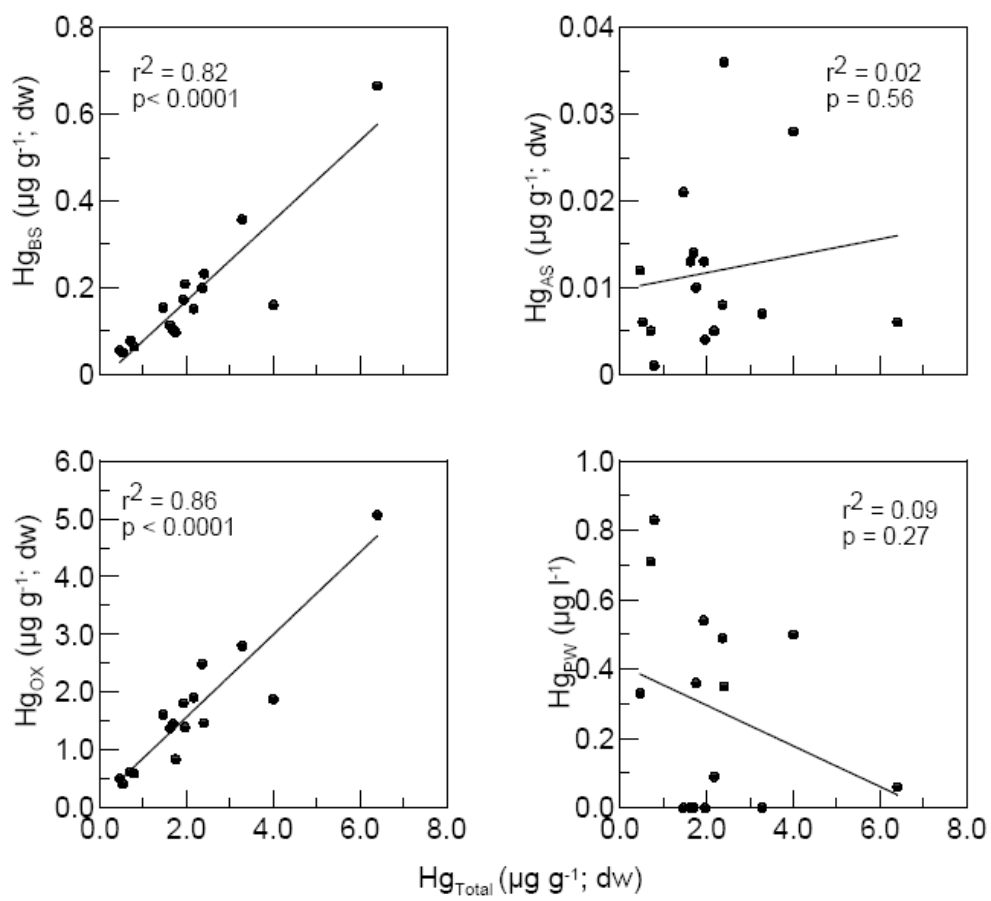 0.8
0.6
0.4
0.2
0
Hg_BS (µg g⁻¹; dw)
r² = 0.82
p< 0.0001
0.04
0.03
0.02
0.01
0
Hg_AS (µg g⁻¹; dw)
r² = 0.02
p = 0.56
6.0
5.0
4.0
3.0
2.0
1.0
0.0
Hg_OX (µg g⁻¹; dw)
r² = 0.86
p < 0.0001
0.0 2.0 4.0 6.0 8.0
1.0
0.8
0.6
0.4
0.2
0.0
Hg_PW (µg l⁻¹)
r² = 0.09
p = 0.27
0.0 2.0 4.0 6.0 8.0
Hg_Total (µg g⁻¹; dw)